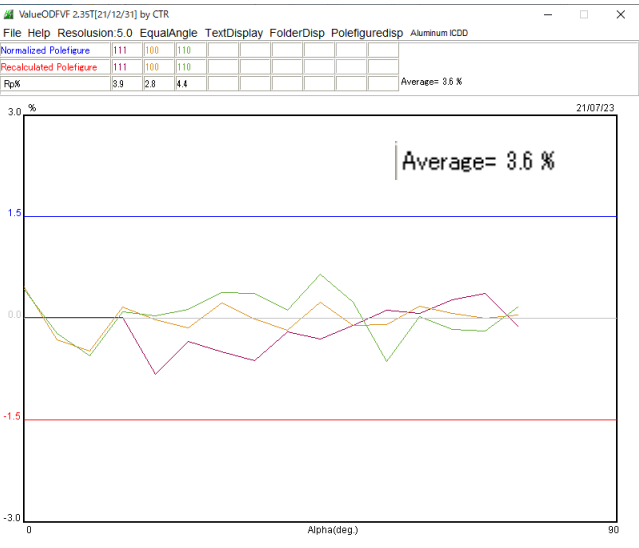 ValueODFVF 2.35T[21/12/31] by CTR
File Help Resolusion:5.0 EqualAngle TextDisplay FolderDisp Polefiguredisp Aluminum ICDD
Normalized Polefigure 111 100 110
Recalculated Polefigure 111 100 110
Rp% 3.9 2.8 4.4 Average= 3.6 %
3.0 % 21/07/23
Average= 3.6 %
1.5
0.0
-1.5
-3.0
0 Alpha(deg.) 90